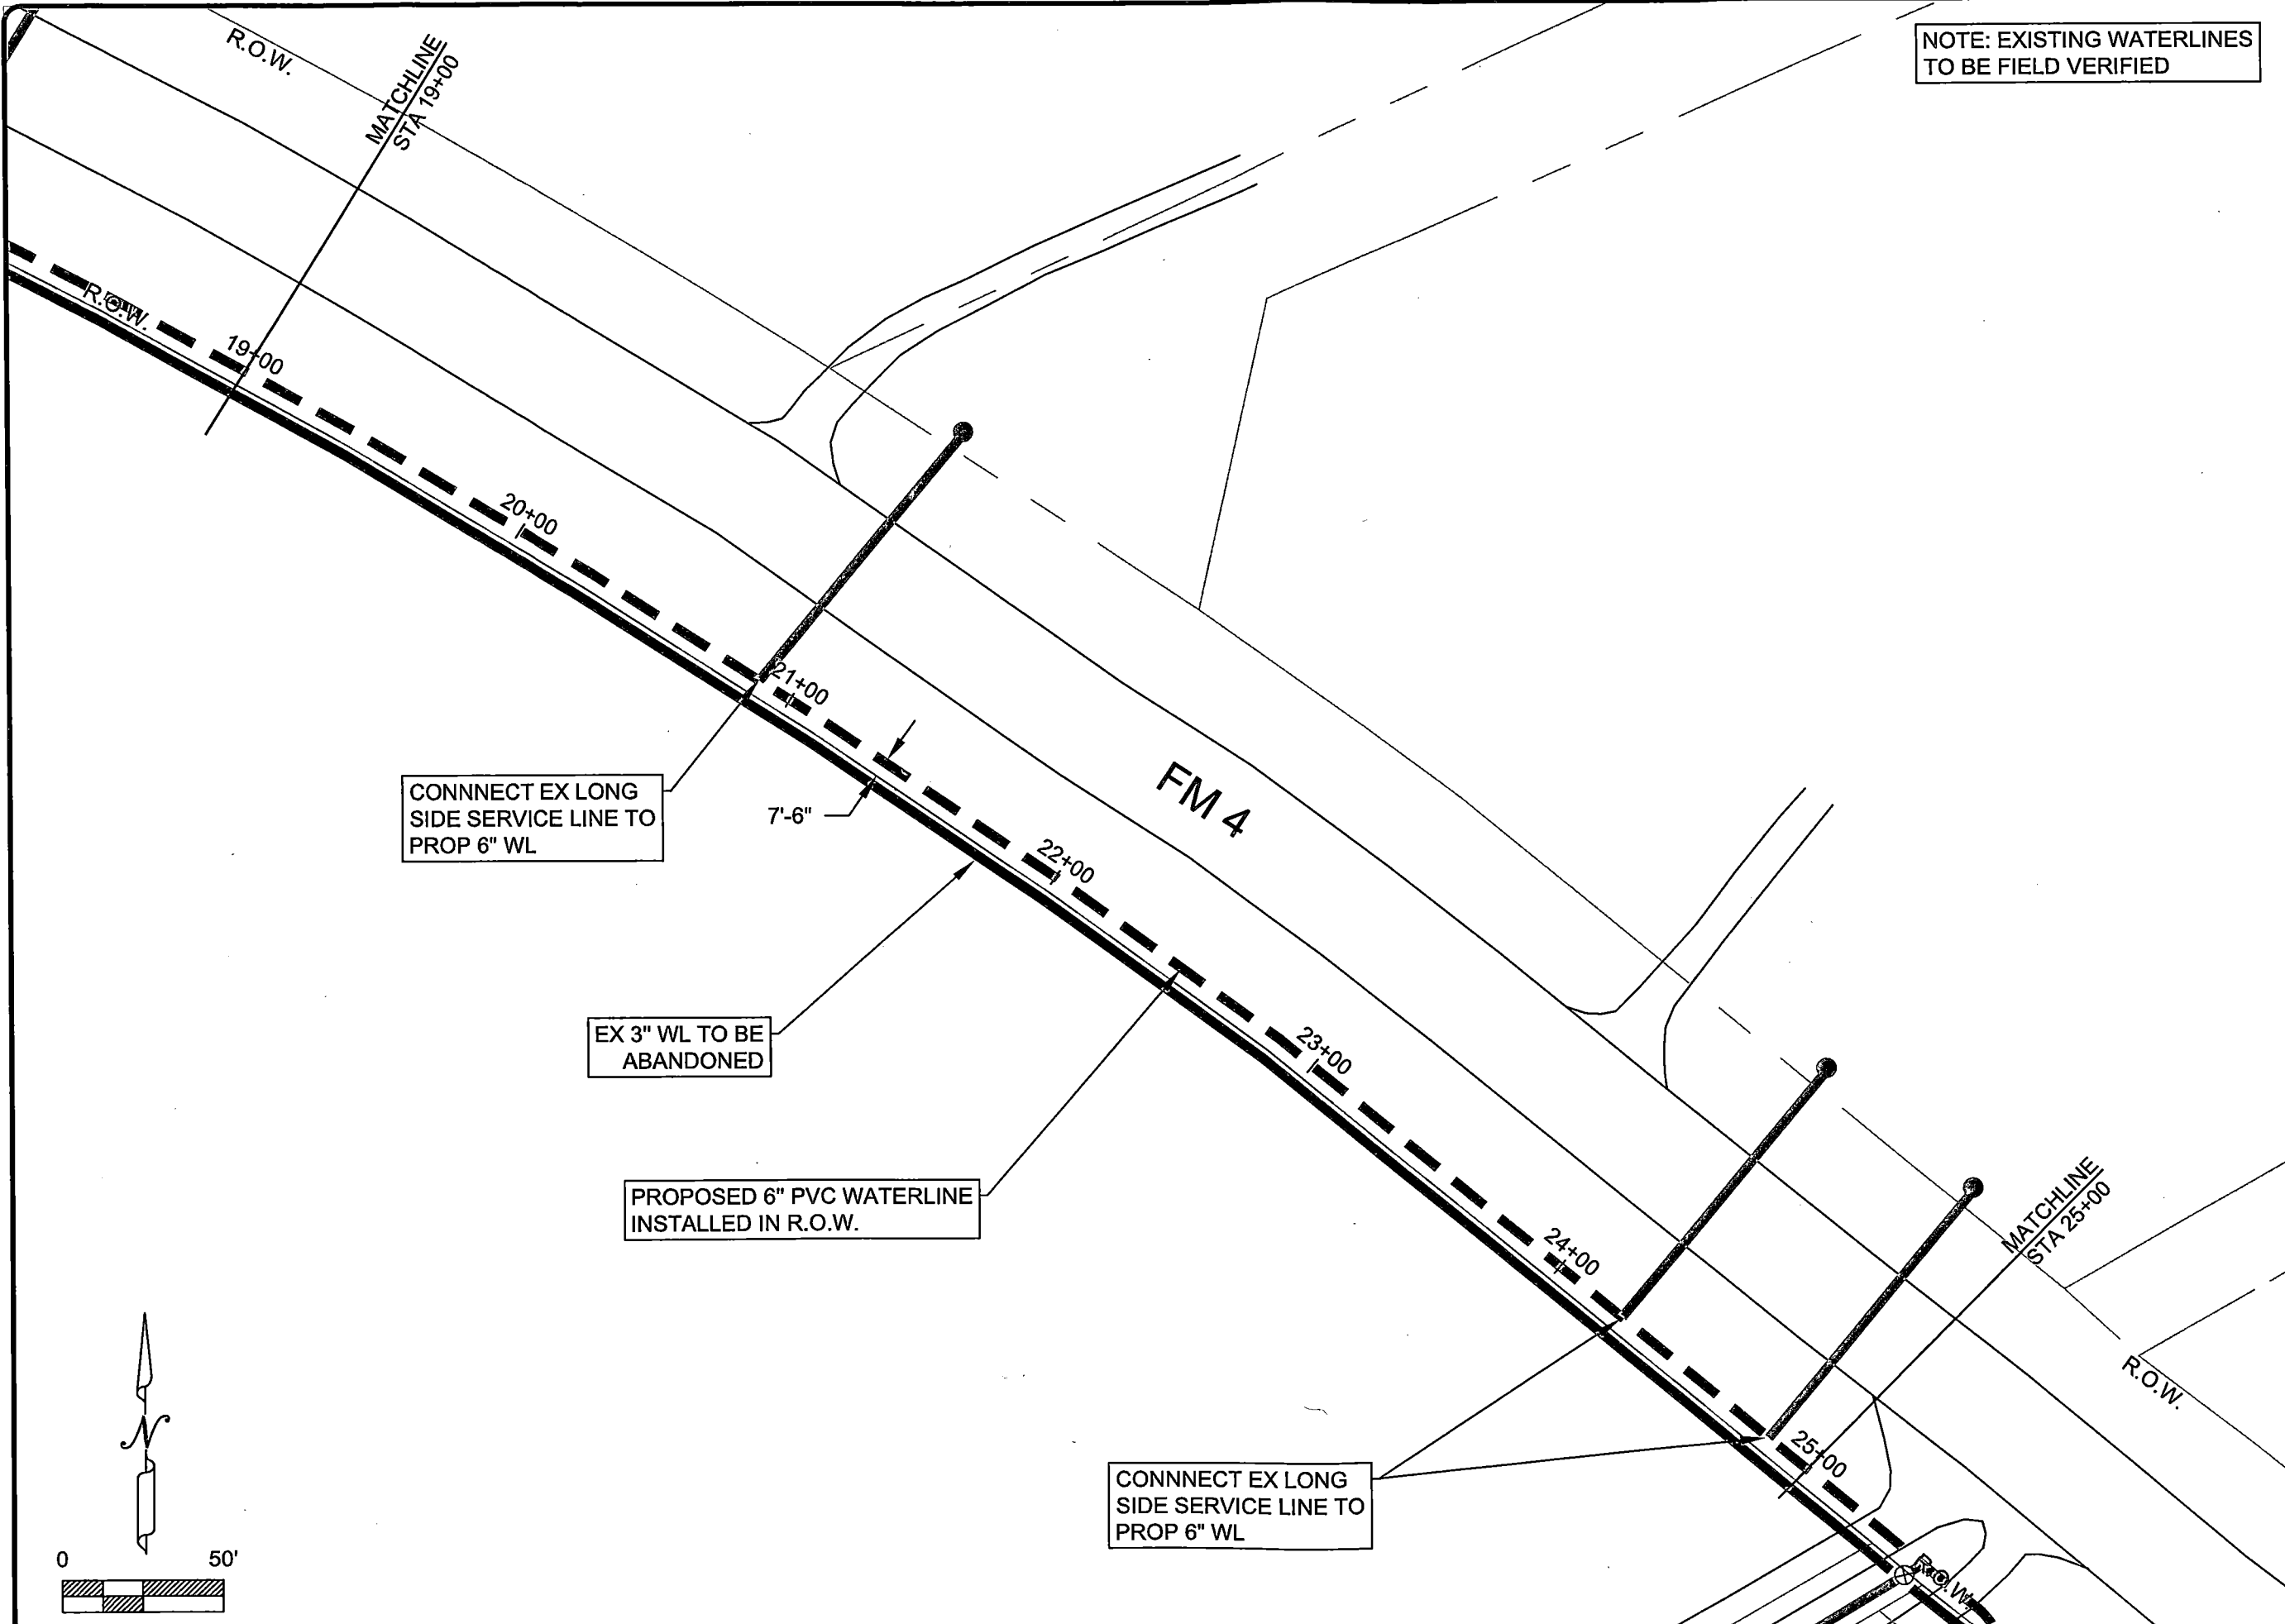 NOTE: EXISTING WATERLINES
TO BE FIELD VERIFIED
R.O.W.
MATCHLINE
STA 19+00
R.O.W.
19+00
20+00
21+00
CONNNECT EX LONG
SIDE SERVICE LINE TO
PROP 6" WL
7'-6"
FM 4
22+00
EX 3" WL TO BE
ABANDONED
23+00
PROPOSED 6" PVC WATERLINE
INSTALLED IN R.O.W.
24+00
MATCHLINE
STA 25+00
R.O.W.
25+00
CONNNECT EX LONG
SIDE SERVICE LINE TO
PROP 6" WL
R.O.W.
N
0 50'